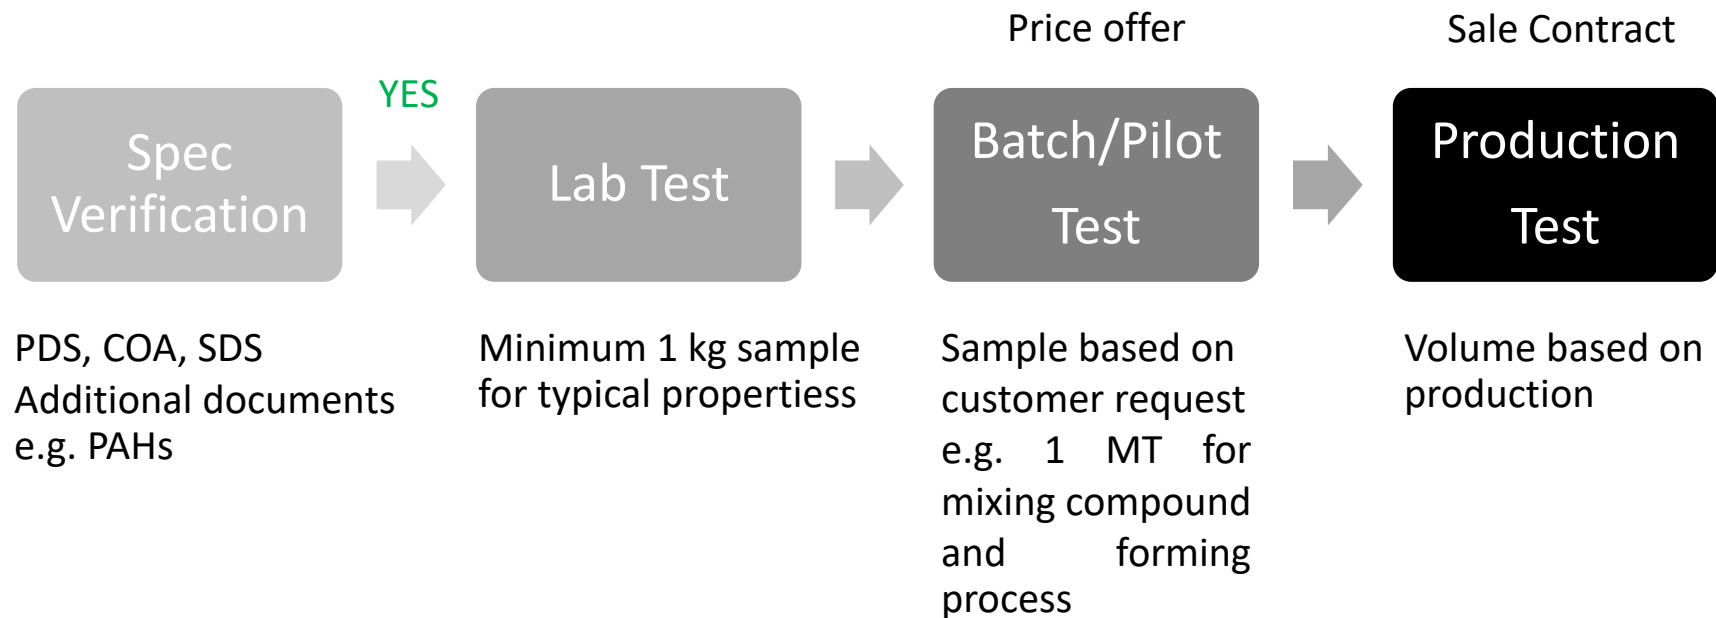 Price offer
Sale Contract
YES
Spec
Verification
Lab Test
Batch/Pilot
Test
Production
Test
PDS, COA, SDS
Additional documents
e.g. PAHs
Minimum 1 kg sample
for typical propertiess
Sample based on
customer request
e.g. 1 MT for
mixing compound
and forming
process
Volume based on
production